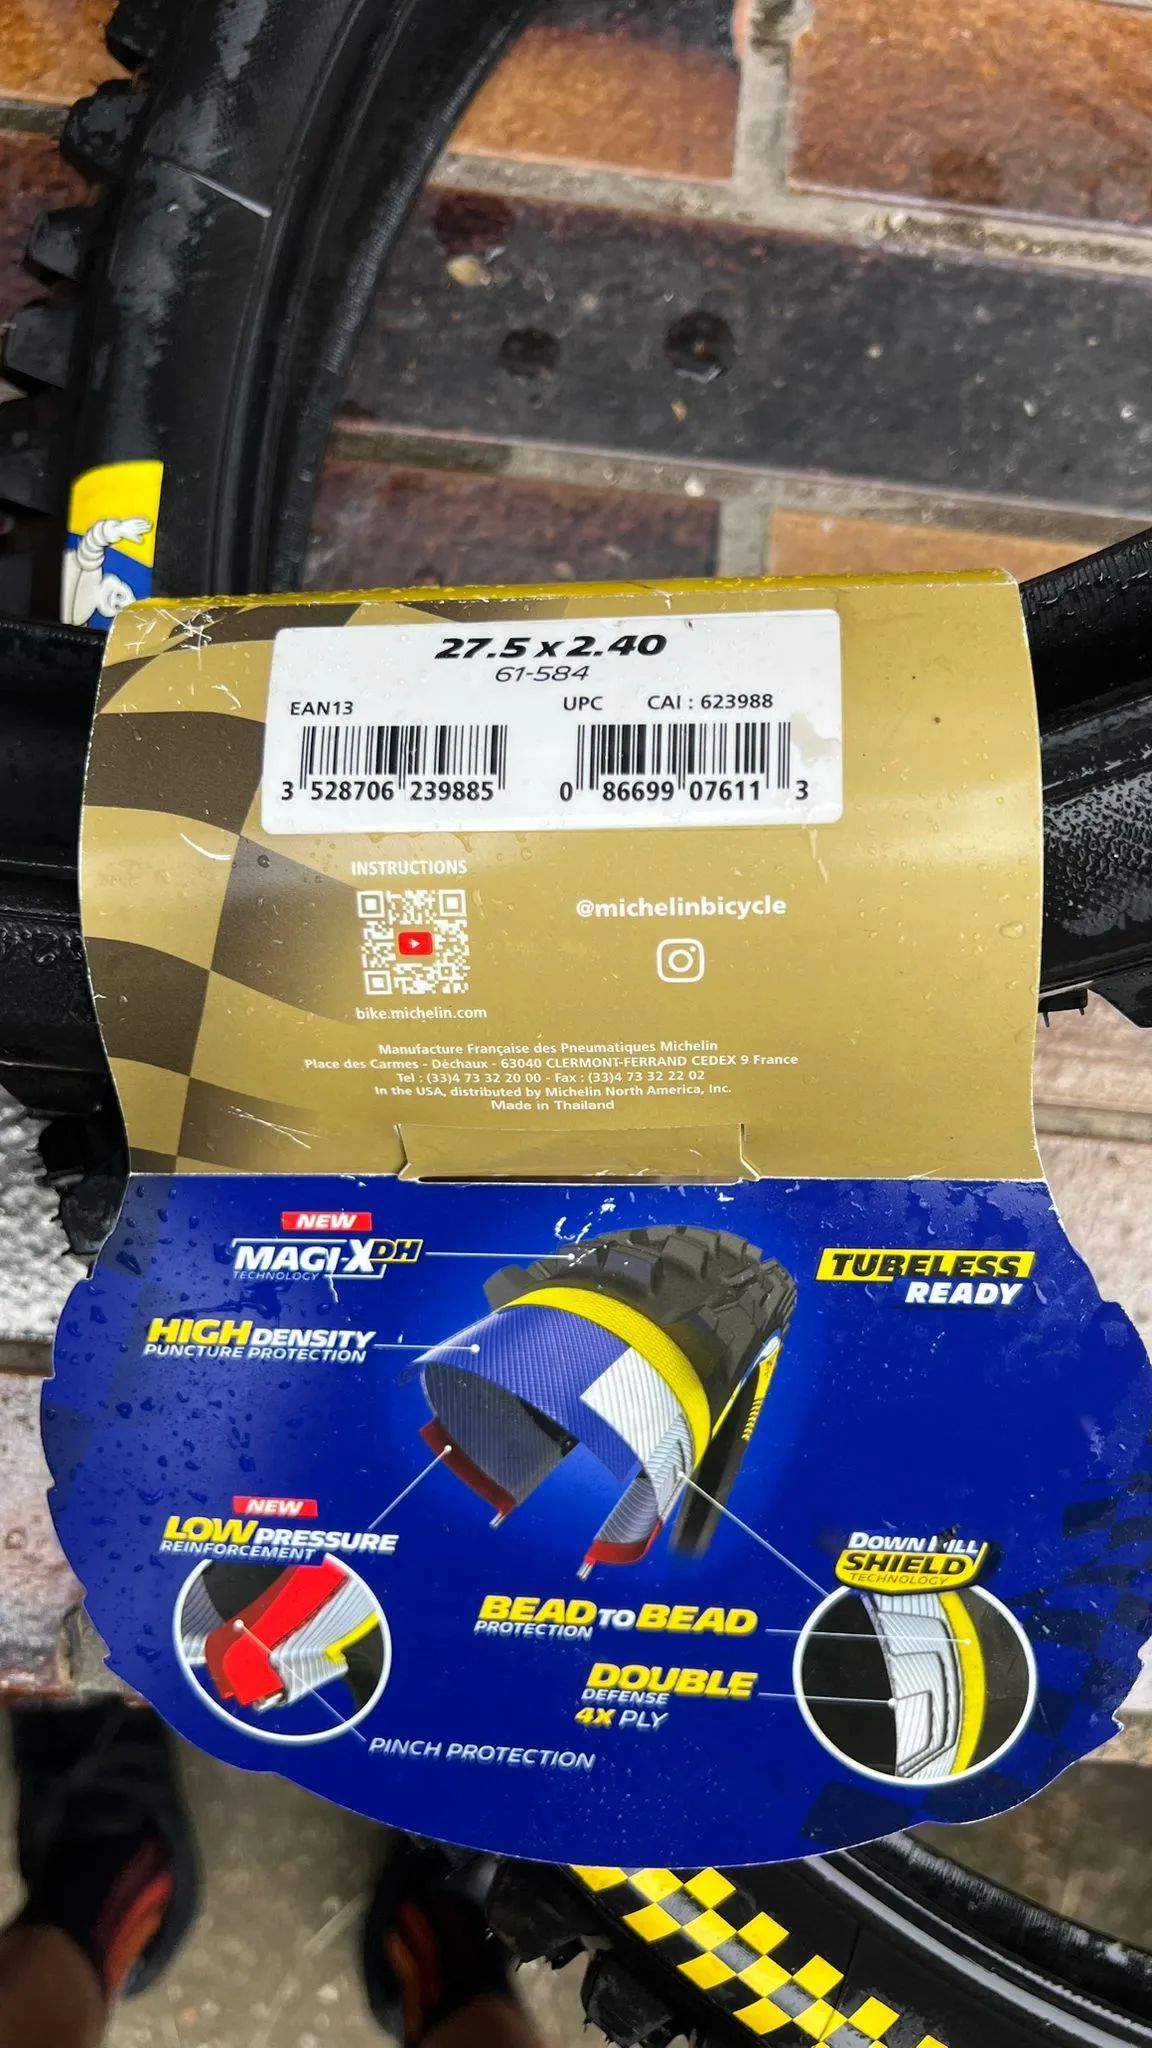 27.5 x 2.40
61-584
EAN13
UPC CAI : 623988
3 528706 239885
0 86699 07611 3
INSTRUCTIONS
bike.michelin.com
@michelinbicycle
Manufacture Française des Pneumatiques Michelin
Place des Carmes - Déchaux - 63040 CLERMONT-FERRAND CEDEX 9 France
Tel : (33)4 73 32 20 00 - Fax : (33)4 73 32 22 02
In the USA, distributed by Michelin North America, Inc.
Made in Thailand
NEW
MAGI-X DH
TECHNOLOGY
TUBELESS
READY
HIGH DENSITY
PUNCTURE PROTECTION
NEW
LOW PRESSURE
REINFORCEMENT
PINCH PROTECTION
DOWNHILL
SHIELD
TECHNOLOGY
BEAD TO BEAD
PROTECTION
DOUBLE
DEFENSE
4X PLY